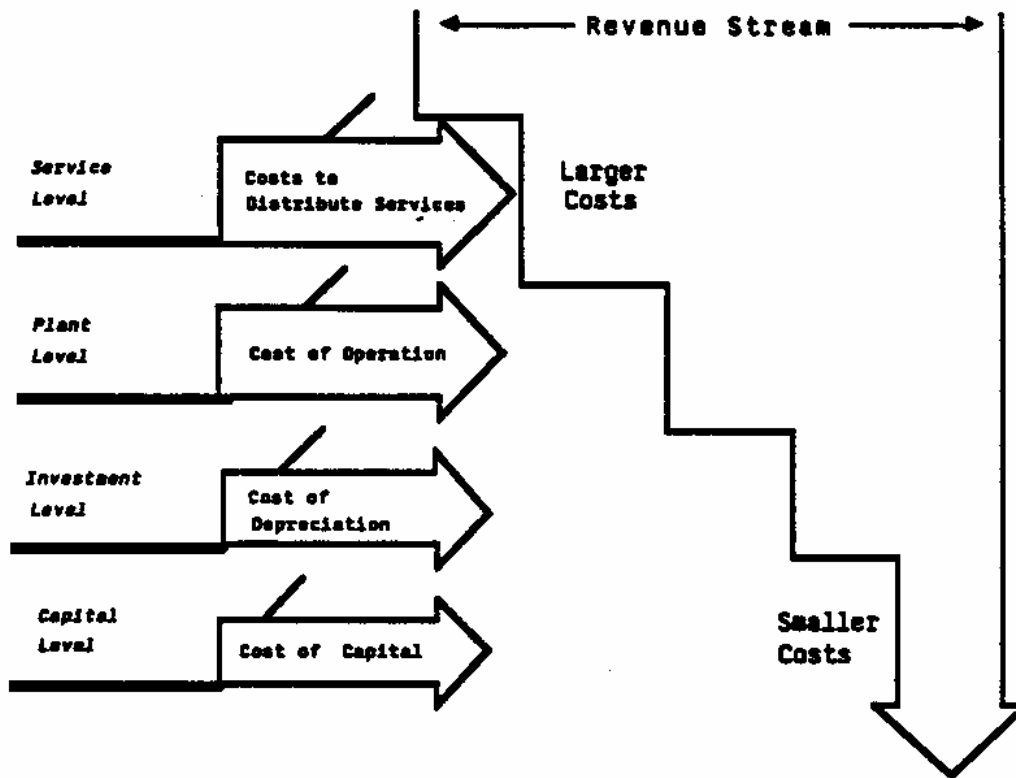 Revenue Stream
Service
Level
Costs to
Distribute Services
Larger
Costs
Plant
Level
Cost of Operation
Investment
Level
Cost of
Depreciation
Capital
Level
Cost of Capital
Smaller
Costs